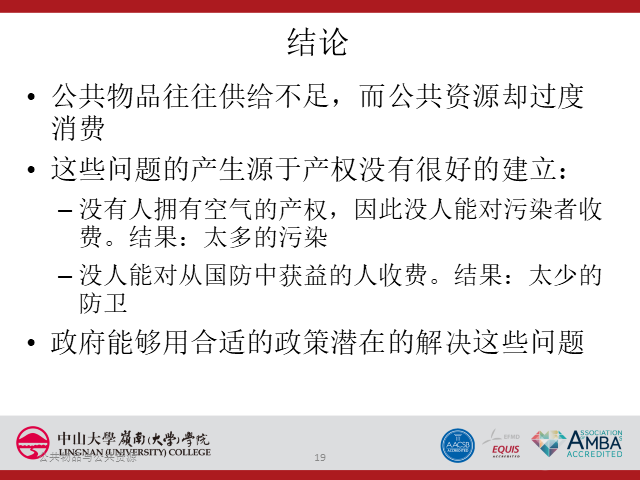 结论
• 公共物品往往供给不足，而公共资源却过度
消费
• 这些问题的产生源于产权没有很好的建立：
– 没有人拥有空气的产权，因此没人能对污染者收
费。结果：太多的污染
– 没人能对从国防中获益的人收费。结果：太少的
防卫
• 政府能够用合适的政策潜在的解决这些问题
中山大學 嶺南(大学)學院
LINGNAN (UNIVERSITY) COLLEGE
公共物品与公共资源
19
AACSB
ACCREDITED
EFMD
EQUIS
ACCREDITED
ASSOCIATION
OF MBAS
AMBA
ACCREDITED